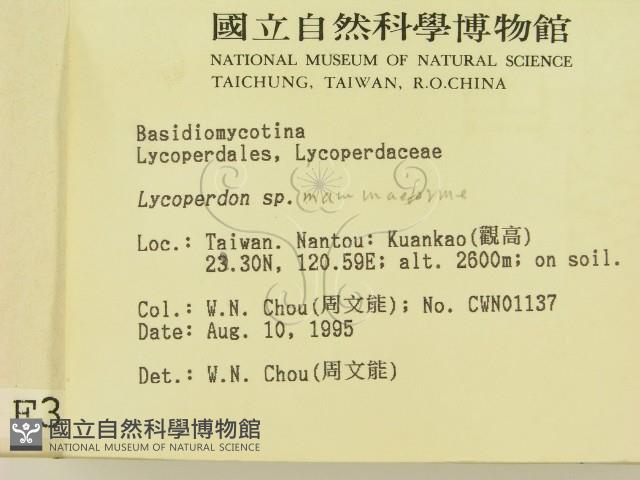 國立自然科學博物館
NATIONAL MUSEUM OF NATURAL SCIENCE
TAICHUNG, TAIWAN, R.O.CHINA
Basidiomycotina
Lycoperdales, Lycoperdaceae
Lycoperdon sp. mammaeforme
Loc.: Taiwan. Nantou: Kuankao(觀高)
23.30N, 120.59E; alt. 2600m; on soil.
Col.: W.N. Chou(周文能); No. CWN01137
Date: Aug. 10, 1995
Det.: W.N. Chou(周文能)
F3
國立自然科學博物館
NATIONAL MUSEUM OF NATURAL SCIENCE